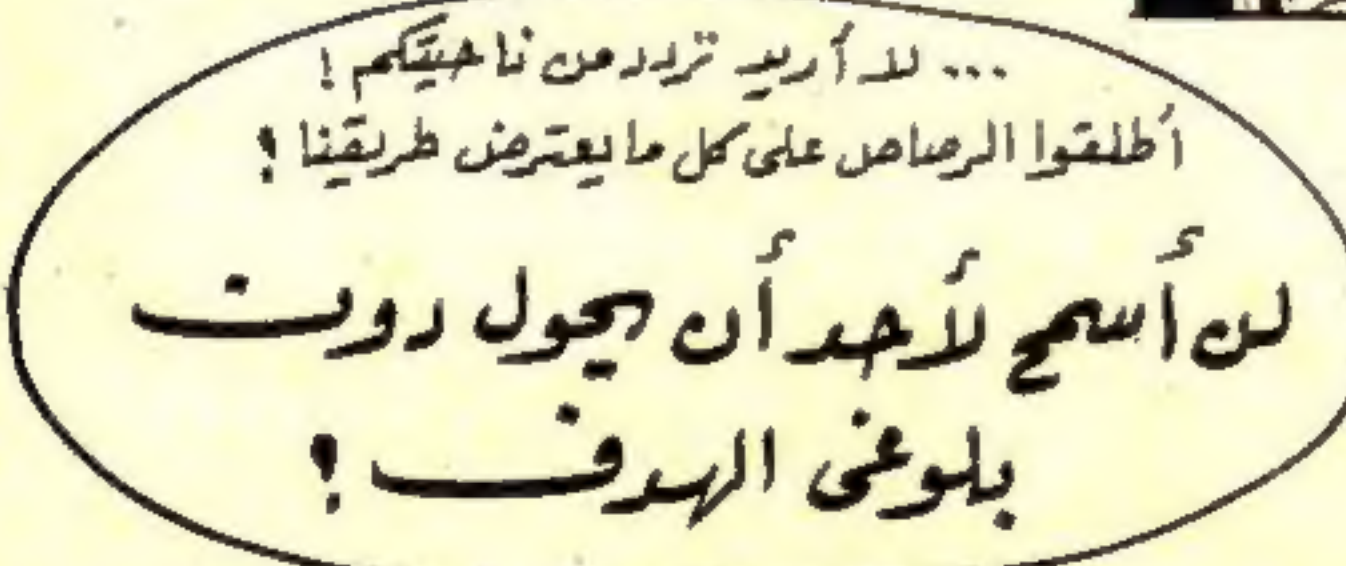 ... لا أريد تردد من ناحيتكم !
أطلقوا الرصاص على كل ما يعترض طريقنا !
لن أسمح لأحد أن يحول دون
بلوغى الهدف !